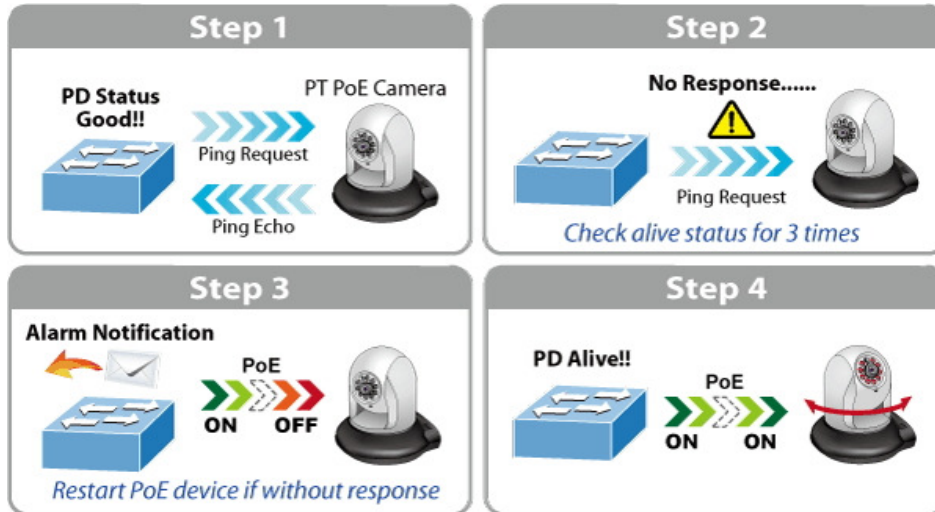 Step 1
PD Status
Good!!
PT PoE Camera
Ping Request
Ping Echo
Step 2
No Response......
Ping Request
Check alive status for 3 times
Step 3
Alarm Notification
PoE
ON OFF
Restart PoE device if without response
Step 4
PD Alive!!
PoE
ON ON